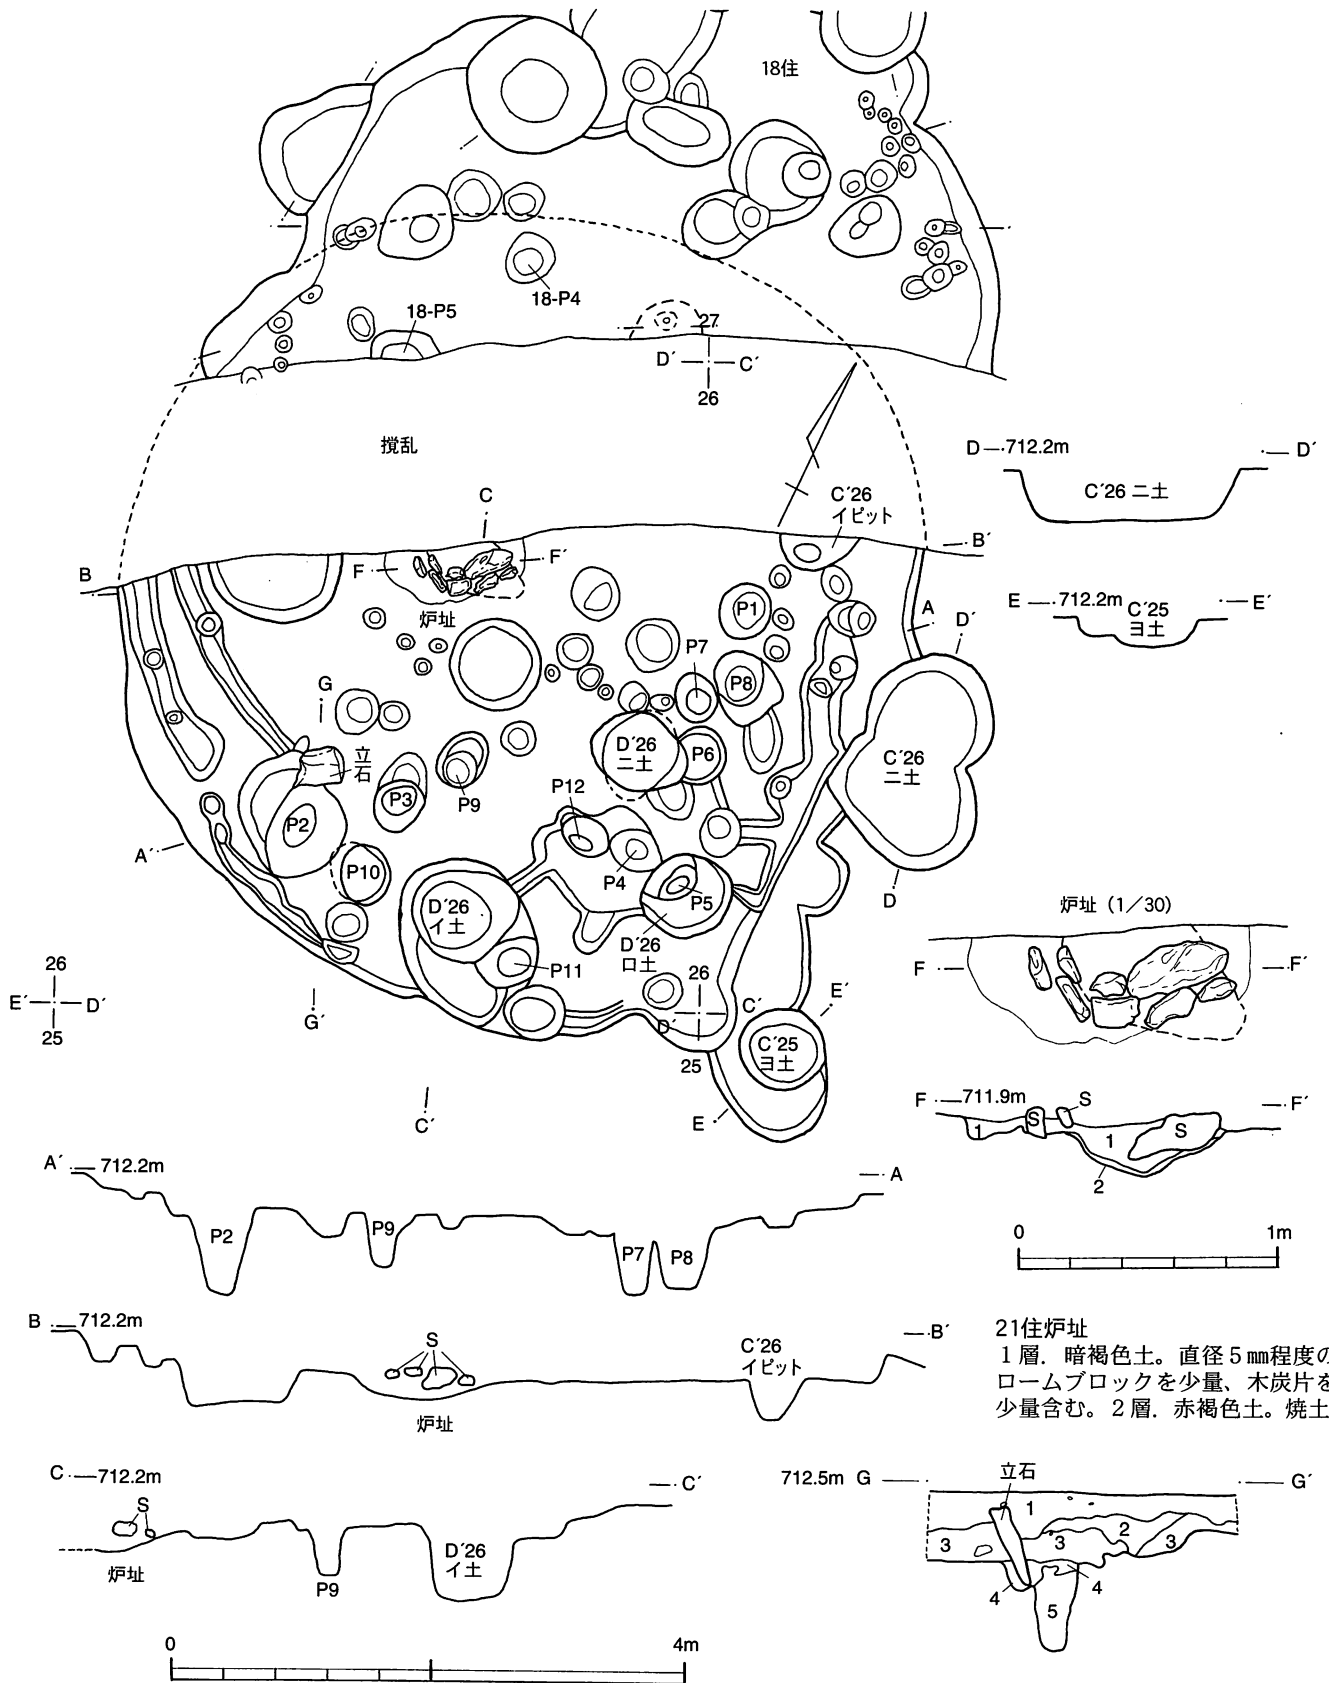 18住
18-P4
18-P5
27
D´ C´
26
撹乱
C
C´26
イピット
F F´
B B´
炉址
P1
A
D´
P7
P8
G
立石
D´26
ニ土
P6
C´26
ニ土
P3
P9
P12
P2
P4
A´
P10
P5
D
D´26
イ土
D´26
ロ土
P11
26
E´ D´
25
G´
26
D´ C´
25
E´
C´25
ヨ土
E
C´
D 712.2m D´
C´26 ニ土
E 712.2m E´
C´25
ヨ土
炉址（1／30）
F F´
F 711.9m F´
S
S
1
1
S
2
0 1m
A´ 712.2m A
P2
P9
P7
P8
B 712.2m B´
S
C´26
イピット
炉址
21住炉址
1層．暗褐色土。直径5㎜程度の
ロームブロックを少量、木炭片を
少量含む。2層．赤褐色土。焼土
C 712.2m C´
S
炉址
P9
D´26
イ土
712.5m G G´
立石
1
2
3
3
3
4
4
5
0 4m